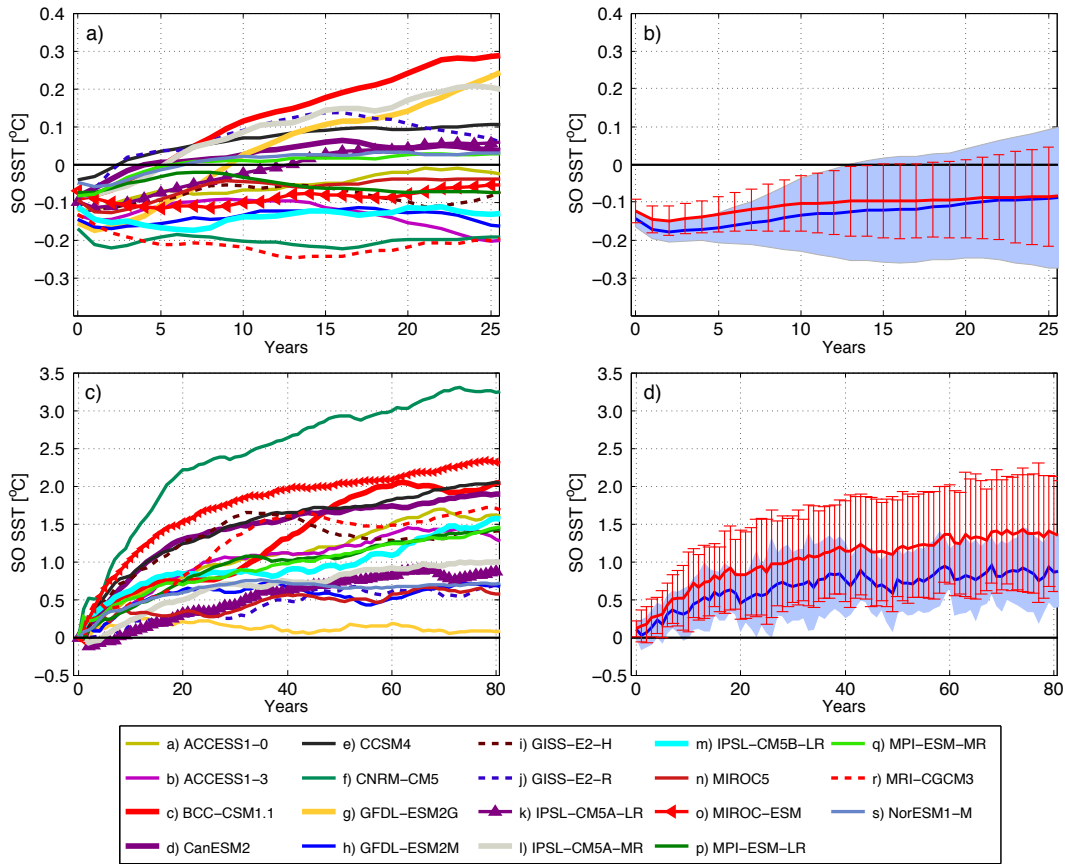 a)
SO SST [°C]
0.4
0.3
0.2
0.1
0
−0.1
−0.2
−0.3
0
5
10
15
20
25
Years
b)
SO SST [°C]
0.4
0.3
0.2
0.1
0
−0.1
−0.2
−0.3
0
5
10
15
20
25
Years
c)
SO SST [°C]
3.5
3.0
2.5
2.0
1.5
1.0
0.5
0
−0.5
0
20
40
60
80
Years
d)
SO SST [°C]
3.5
3.0
2.5
2.0
1.5
1.0
0.5
0
−0.5
0
20
40
60
80
Years
a) ACCESS1−0
b) ACCESS1−3
c) BCC−CSM1.1
d) CanESM2
e) CCSM4
f) CNRM−CM5
g) GFDL−ESM2G
h) GFDL−ESM2M
i) GISS−E2−H
j) GISS−E2−R
k) IPSL−CM5A−LR
l) IPSL−CM5A−MR
m) IPSL−CM5B−LR
n) MIROC5
o) MIROC−ESM
p) MPI−ESM−LR
q) MPI−ESM−MR
r) MRI−CGCM3
s) NorESM1−M